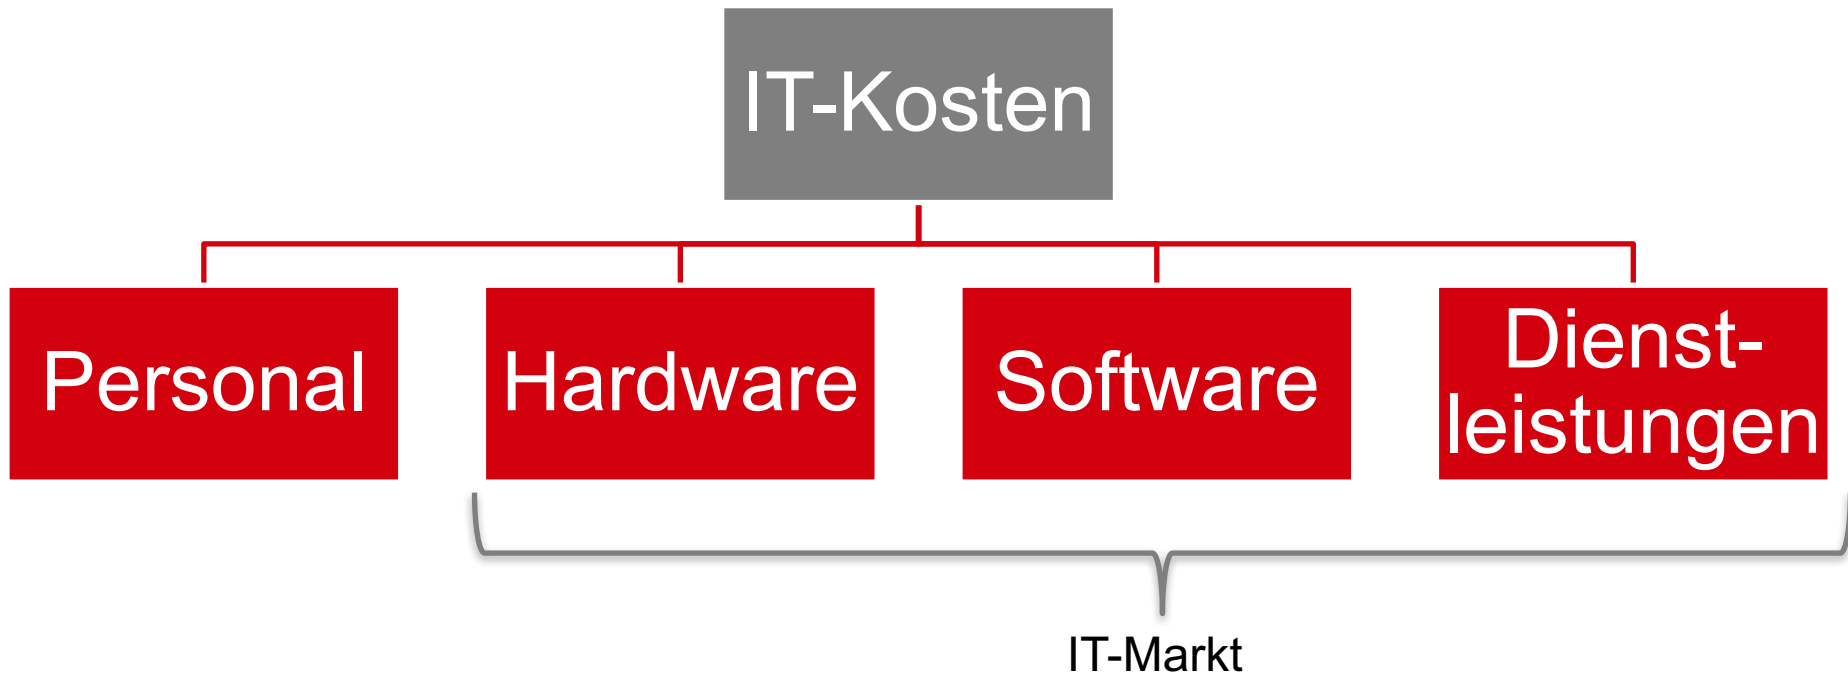 IT-Kosten
Personal
Hardware
Software
Dienst-
leistungen
IT-Markt